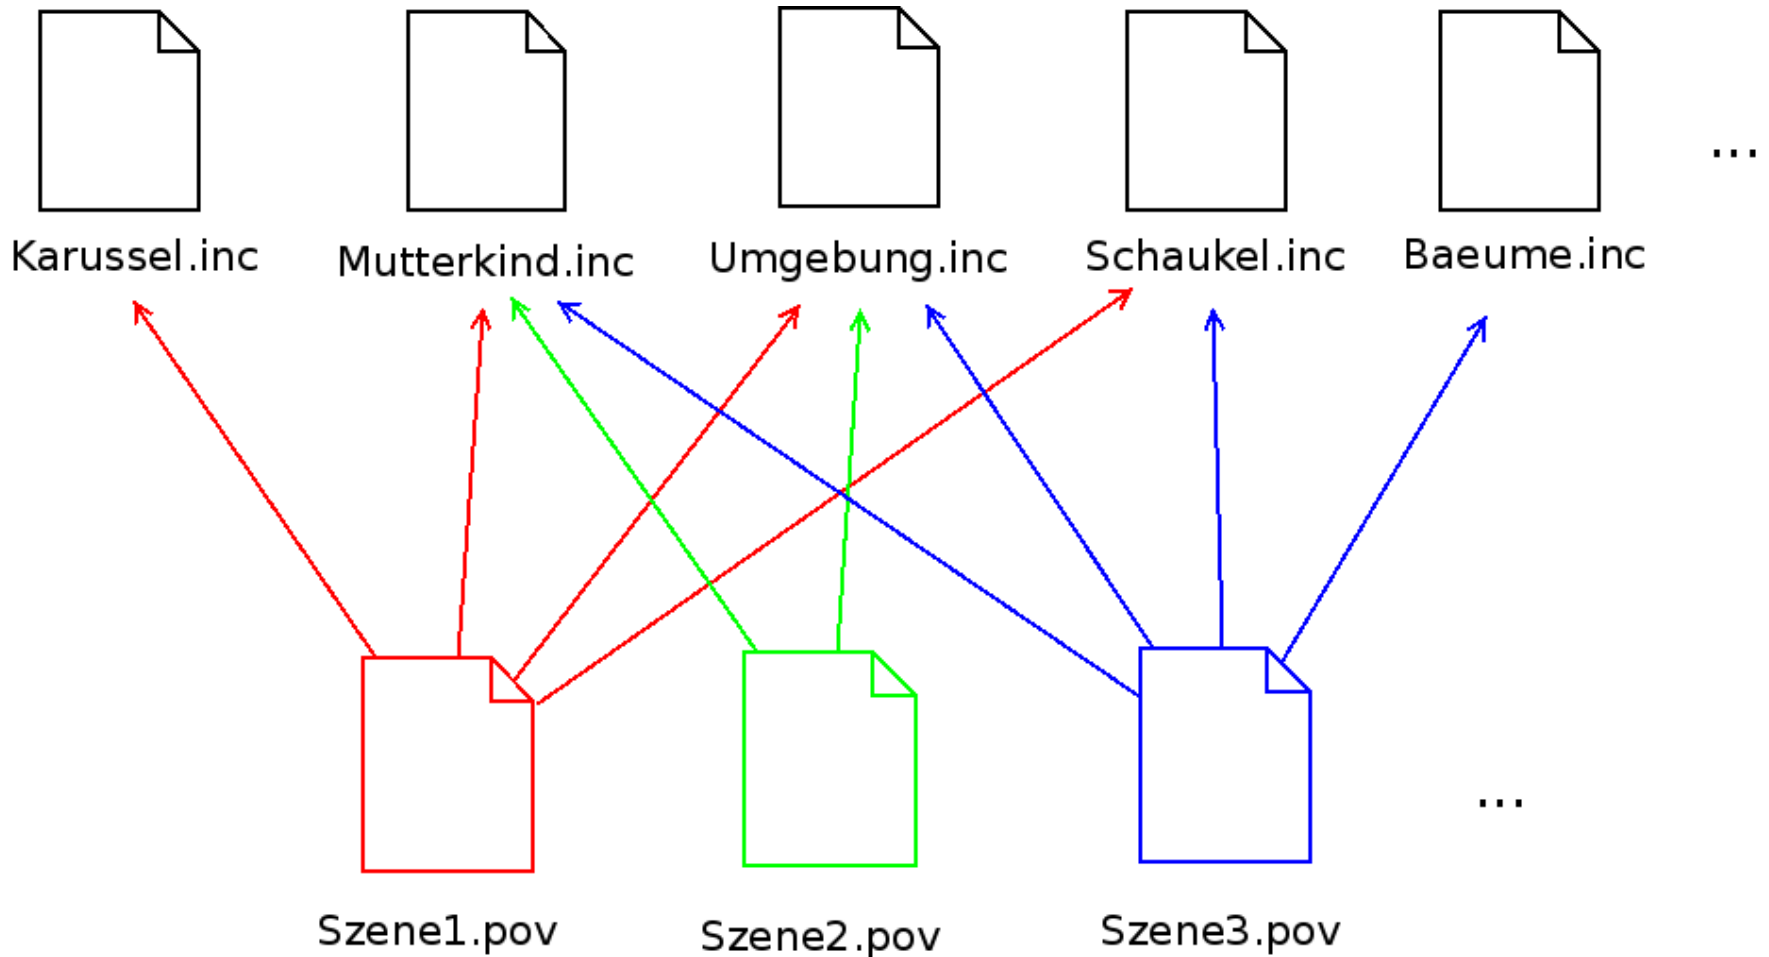 ...
Karussel.inc
Mutterkind.inc
Umgebung.inc
Schaukel.inc
Baeume.inc
...
Szene1.pov
Szene2.pov
Szene3.pov